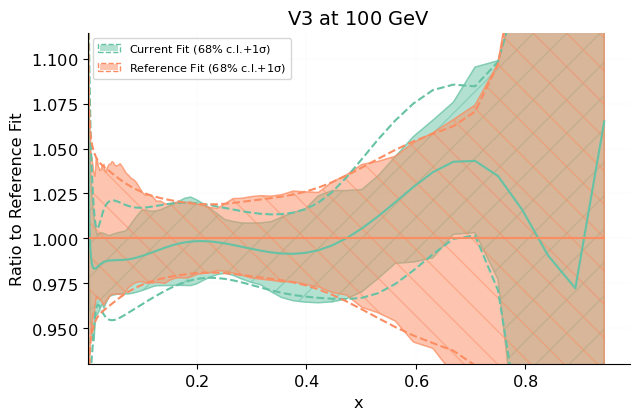 V3 at 100 GeV
Current Fit (68% c.l.+1σ)
Reference Fit (68% c.l.+1σ)
Ratio to Reference Fit
1.100
1.075
1.050
1.025
1.000
0.975
0.950
0.2 0.4 0.6 0.8
x